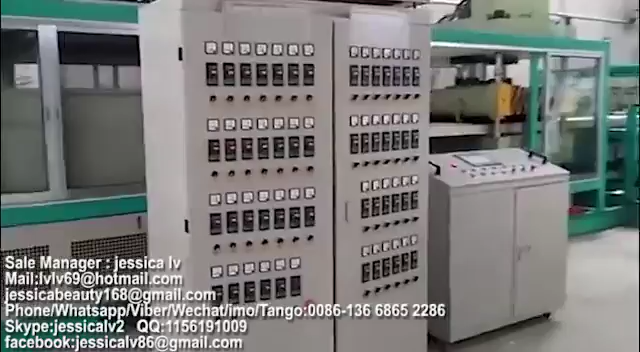 Sale Manager : jessica lv
Mail:lvlv69@hotmail.com
jessicabeauty168@gmail.com
Phone/Whatsapp/Viber/Wechat/imo/Tango:0086-136 6865 2286
Skype:jessicalv2 QQ:1156191009
facebook:jessicalv86@gmail.com